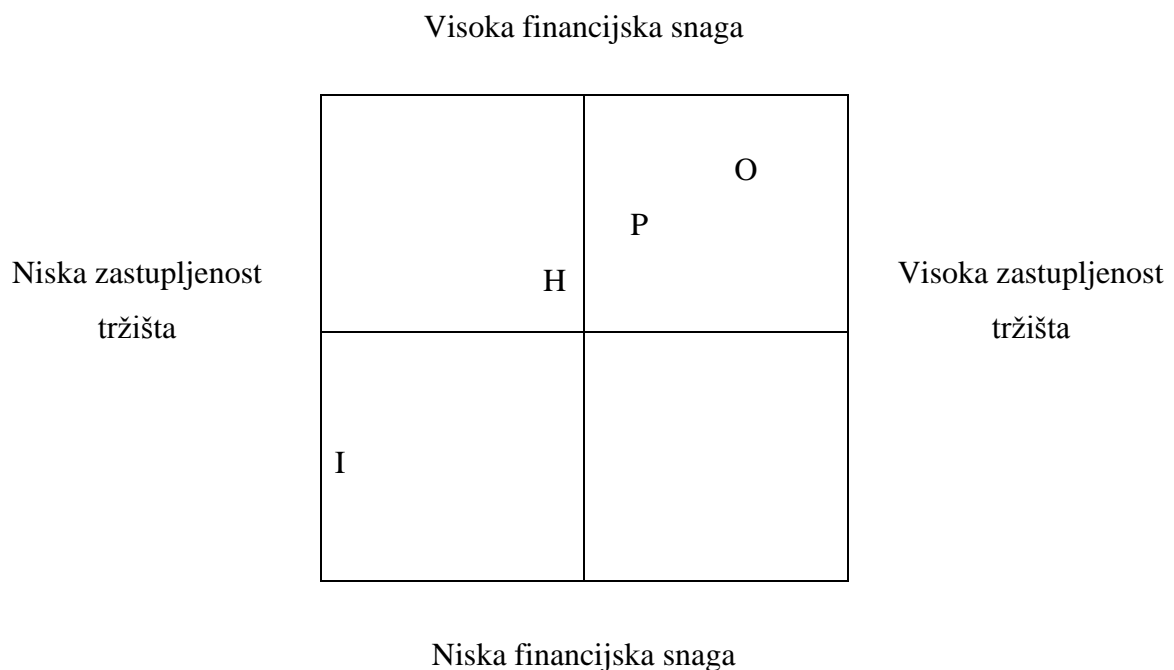 Visoka financijska snaga
O
P
Niska zastupljenost
tržišta
H
Visoka zastupljenost
tržišta
I
Niska financijska snaga